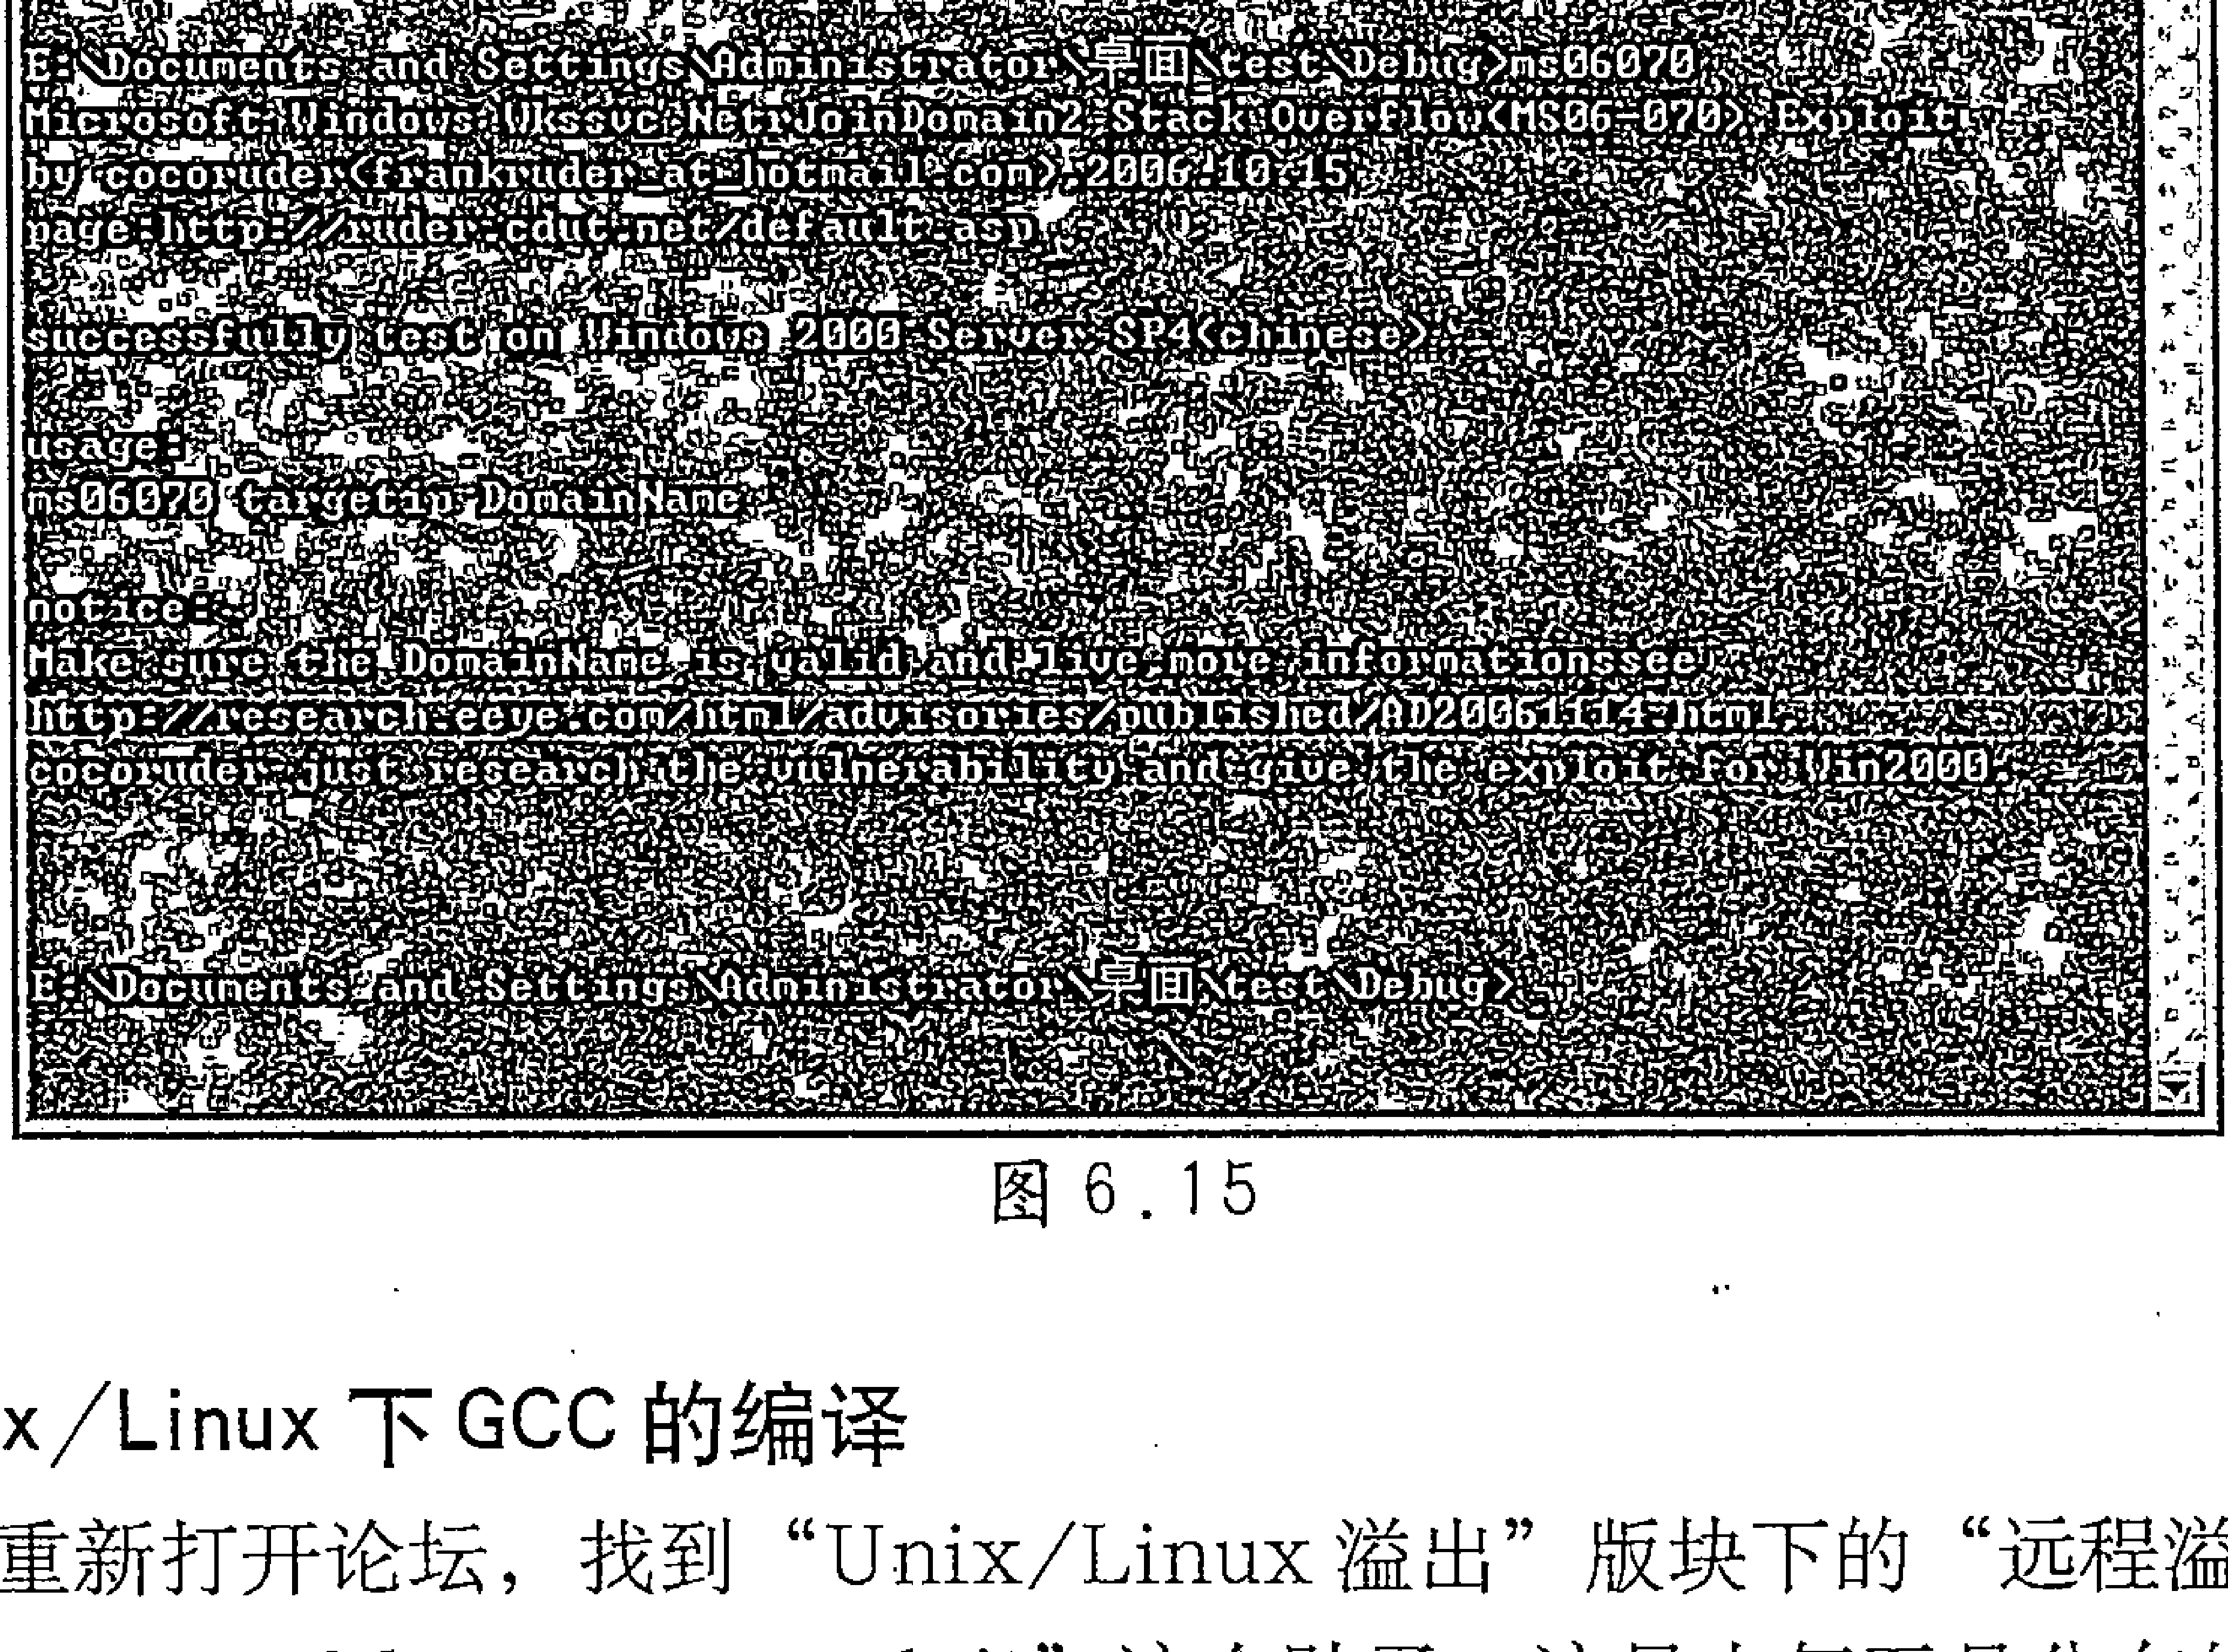 E:\Documents and Settings\Administrator\桌面\test\Debug>ms06070
Microsoft Windows Wkssvc NetrJoinDomain2 Stack Overflow<MS06-070> Exploit
by cocoruder<frankruder_at_hotmail.com>,2006.10.15
page:http://ruder.cdut.net/default.asp
successfully test on Windows 2000 Server SP4<chinese>
usage:
ms06070 targetip DomainName
notice:
Make sure the DomainName is valid and live,more informationssee
http://research.eeye.com/html/advisories/published/AD20061114.html,
cocoruder just research the vulnerability and give the exploit for Win2000.
E:\Documents and Settings\Administrator\桌面\test\Debug>
图 6.15
x/Linux 下 GCC 的编译
重新打开论坛，找到“Unix/Linux 溢出”版块下的“远程溢